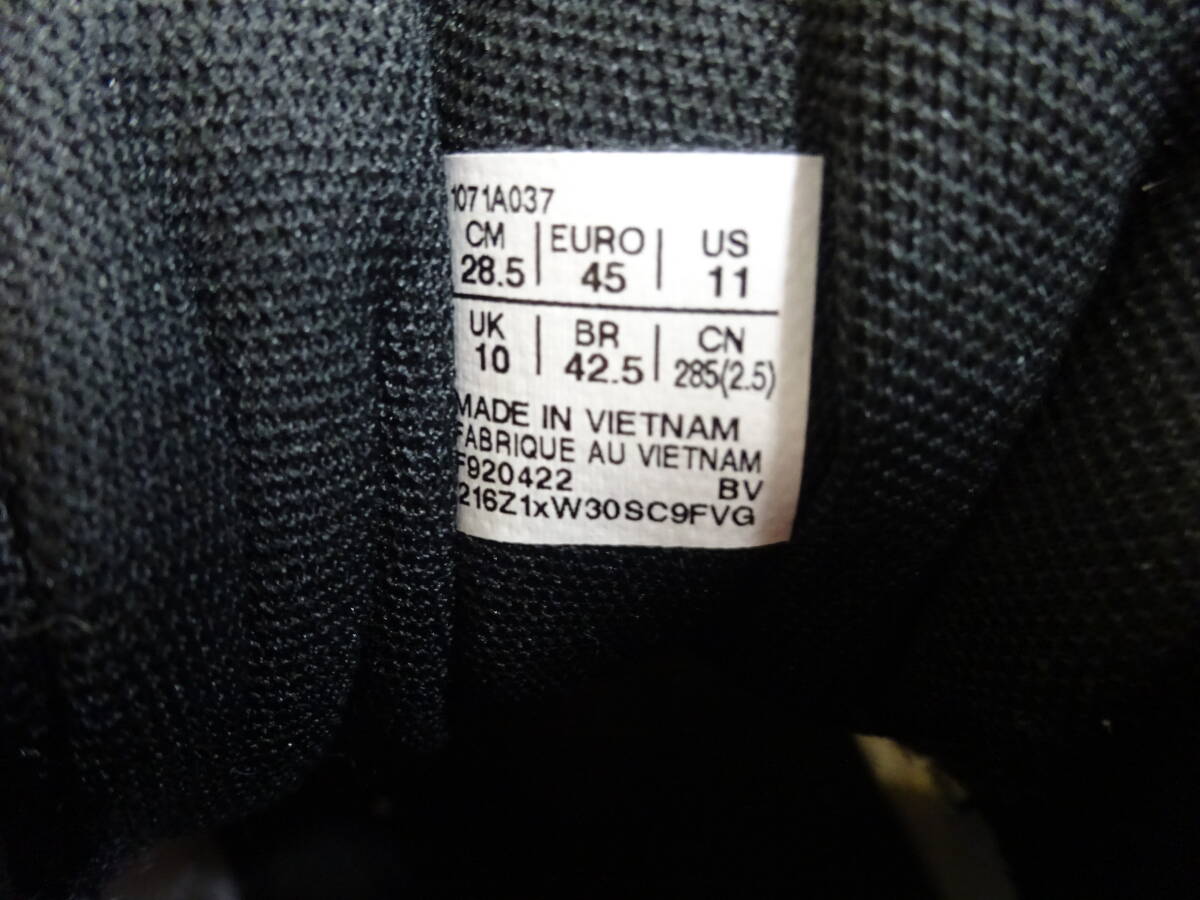 1071A037
CM | EURO | US
28.5 | 45 | 11
UK | BR | CN
10 | 42.5 | 285(2.5)
MADE IN VIETNAM
FABRIQUE AU VIETNAM
F920422 BV
216Z1xW30SC9FVG